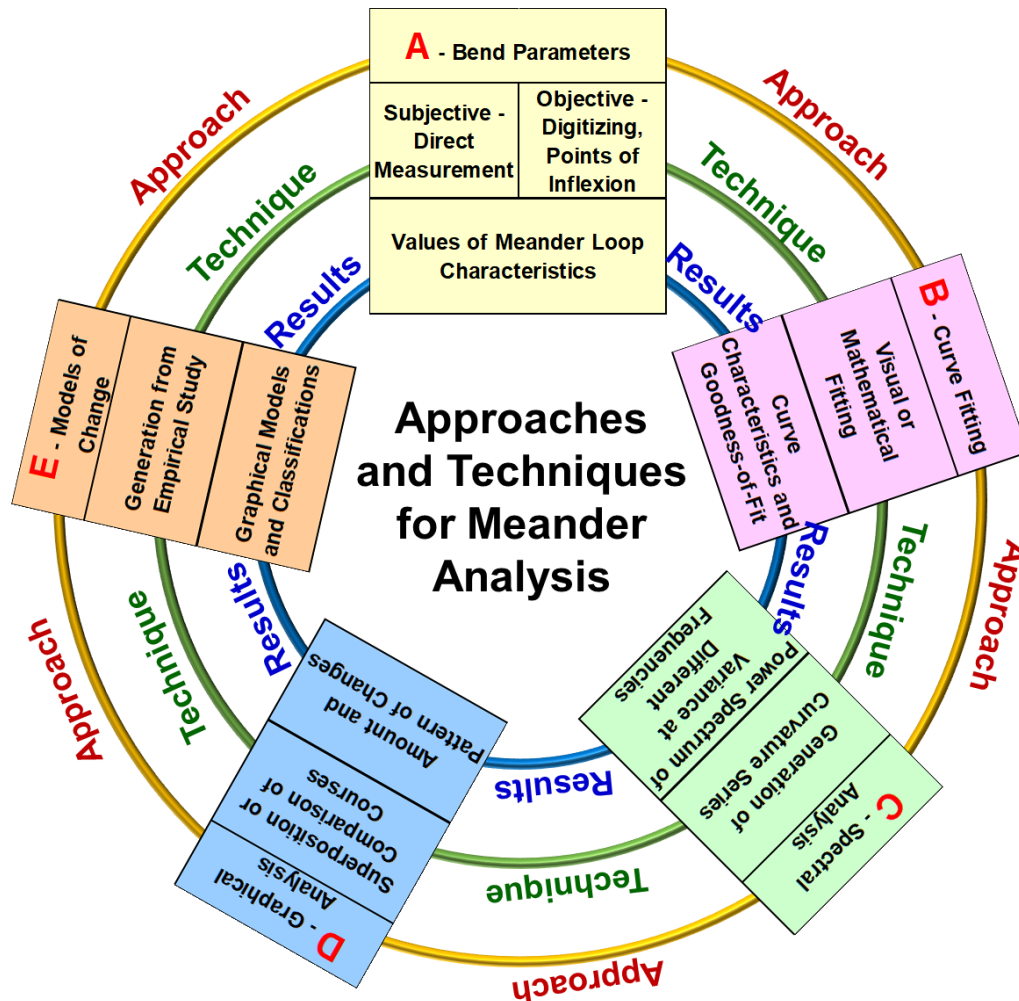 A - Bend Parameters
Subjective -
Direct
Measurement
Objective -
Digitizing,
Points of
Inflexion
Values of Meander Loop
Characteristics
Approach
Technique
Results
B - Curve Fitting
Visual or
Mathematical
Fitting
Curve
Characteristics and
Goodness-of-Fit
Approach
Technique
Results
C - Spectral
Analysis
Generation of
Curvature Series
Power Spectrum of
Variance at
Different
Frequencies
Approach
Technique
Results
D - Graphical
Analysis
Superposition or
Comparison of
Courses
Amount and
Pattern of Changes
Approach
Technique
Results
E - Models of
Change
Generation from
Empirical Study
Graphical Models
and Classifications
Approach
Technique
Results
Approaches
and Techniques
for Meander
Analysis